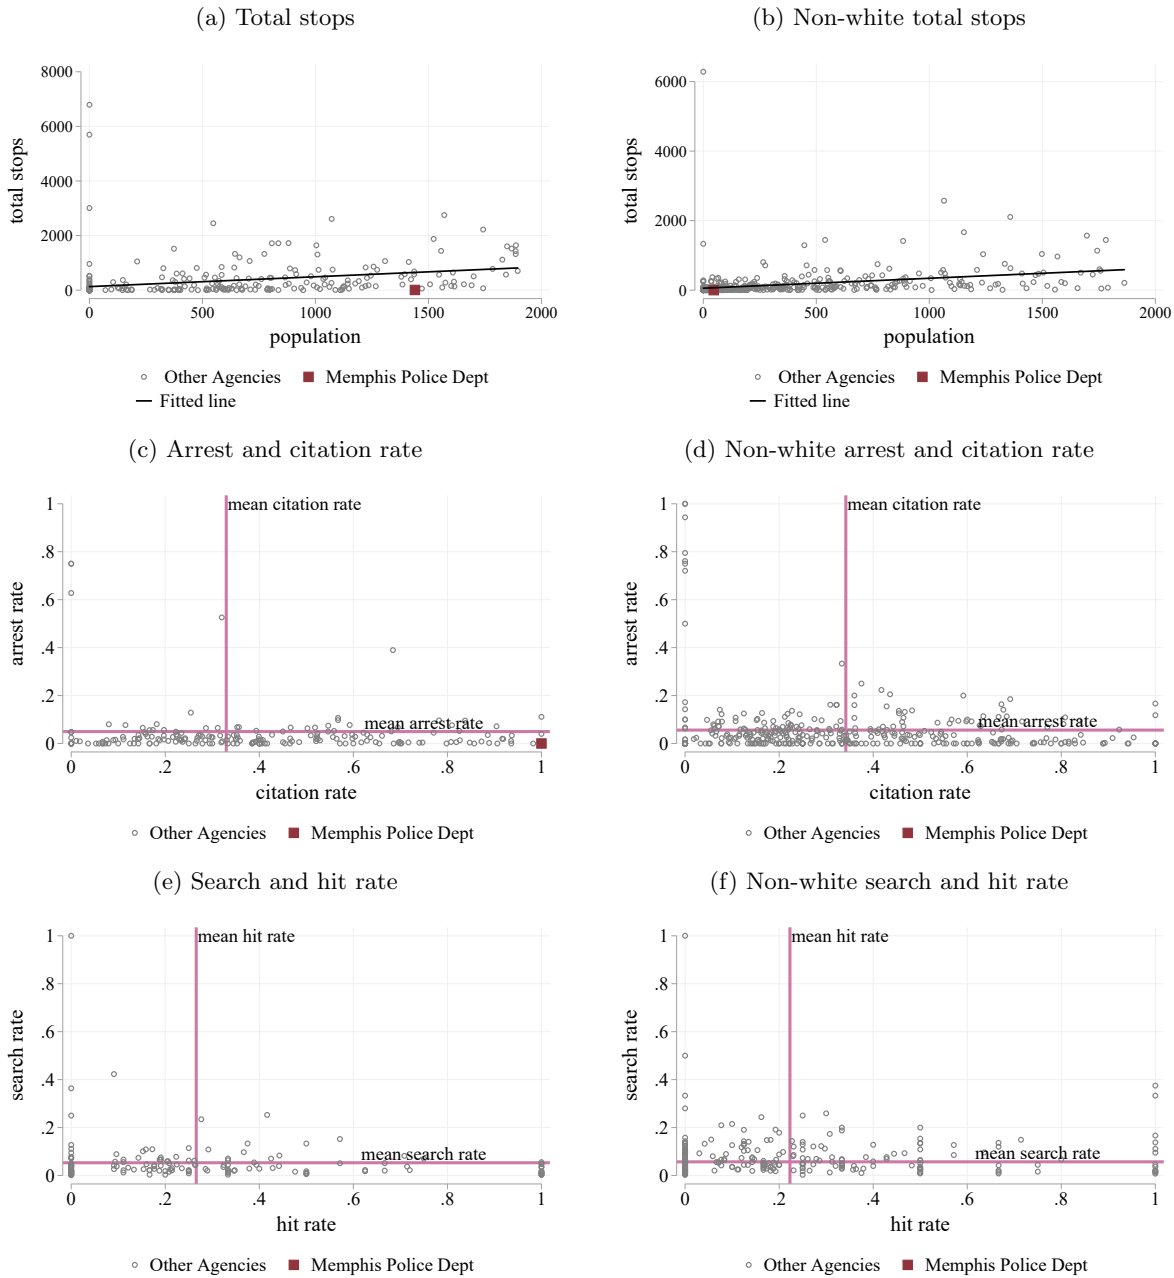 (a) Total stops
(b) Non-white total stops
8000
6000
4000
2000
0
total stops
0 500 1000 1500 2000
population
Other Agencies Memphis Police Dept
Fitted line
6000
4000
2000
0
total stops
0 500 1000 1500 2000
population
Other Agencies Memphis Police Dept
Fitted line
(c) Arrest and citation rate
(d) Non-white arrest and citation rate
1
.8
.6
.4
.2
0
arrest rate
mean citation rate
mean arrest rate
0 .2 .4 .6 .8 1
citation rate
Other Agencies Memphis Police Dept
1
.8
.6
.4
.2
0
arrest rate
mean citation rate
mean arrest rate
0 .2 .4 .6 .8 1
citation rate
Other Agencies Memphis Police Dept
(e) Search and hit rate
(f) Non-white search and hit rate
1
.8
.6
.4
.2
0
search rate
mean hit rate
mean search rate
0 .2 .4 .6 .8 1
hit rate
Other Agencies Memphis Police Dept
1
.8
.6
.4
.2
0
search rate
mean hit rate
mean search rate
0 .2 .4 .6 .8 1
hit rate
Other Agencies Memphis Police Dept